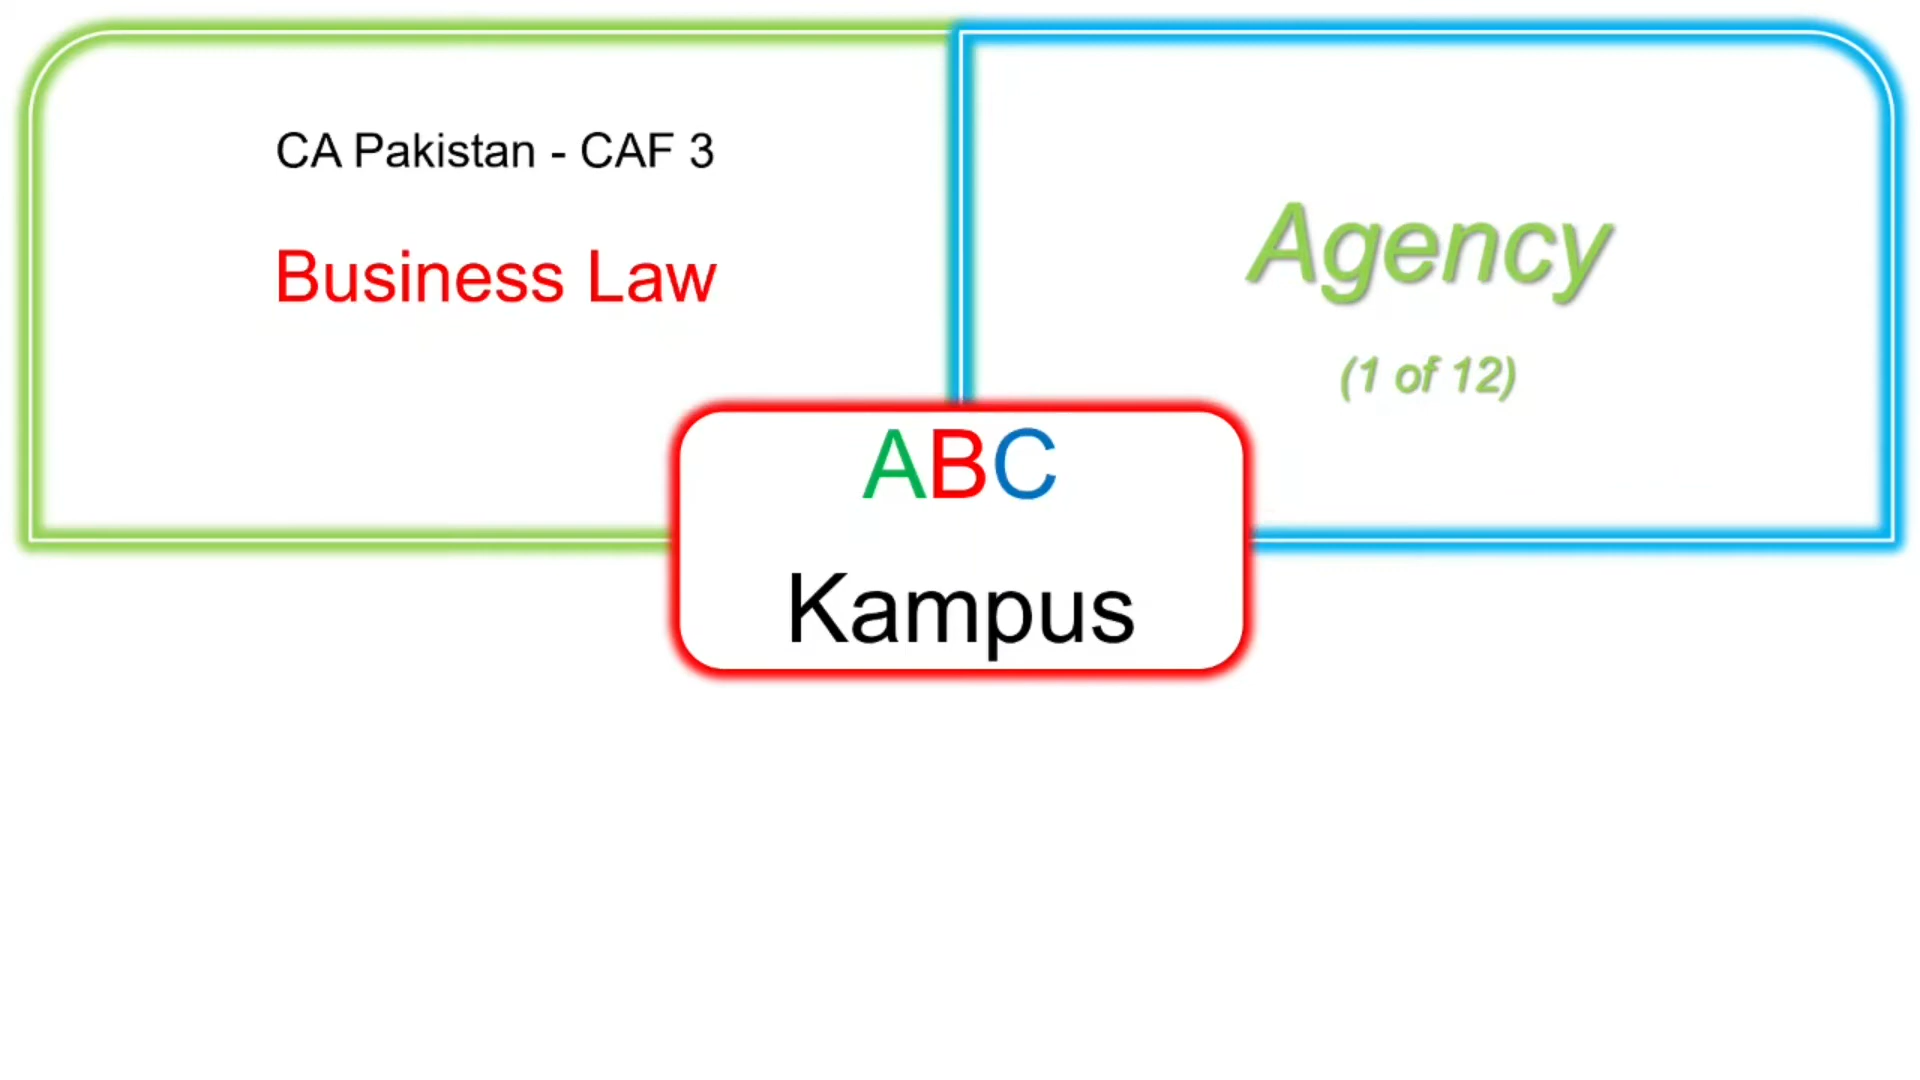 CA Pakistan - CAF 3
Business Law
Agency
(1 of 12)
ABC
Kampus